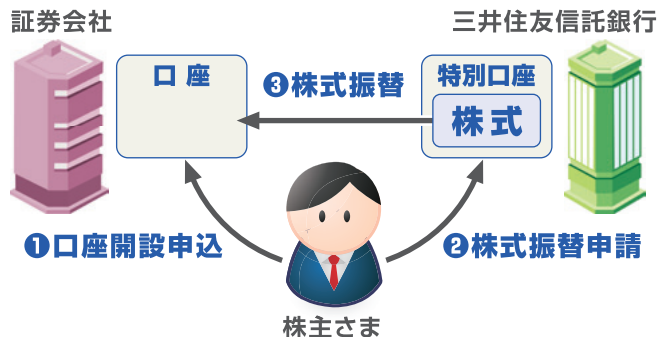 証券会社
三井住友信託銀行
口座
❸株式振替
特別口座
株式
❶口座開設申込
❷株式振替申請
株主さま